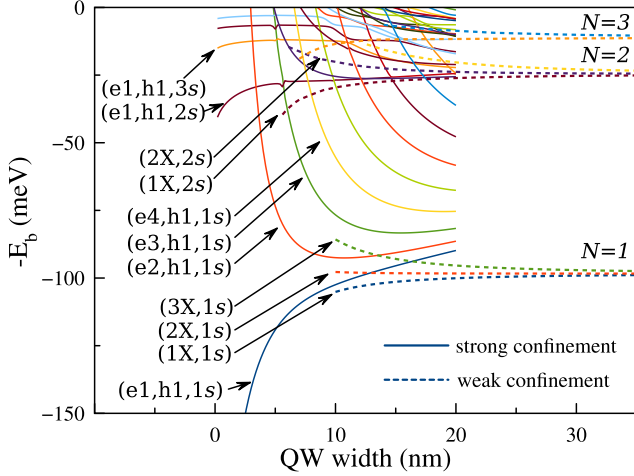 0
N=3
N=2
(e1,h1,3s)
(e1,h1,2s)
-50
(2X,2s)
(1X,2s)
(e4,h1,1s)
(e3,h1,1s)
(e2,h1,1s)
-E_b (meV)
N=1
-100
(3X,1s)
(2X,1s)
(1X,1s)
(e1,h1,1s)
strong confinement
weak confinement
-150
0 10 20 30
QW width (nm)